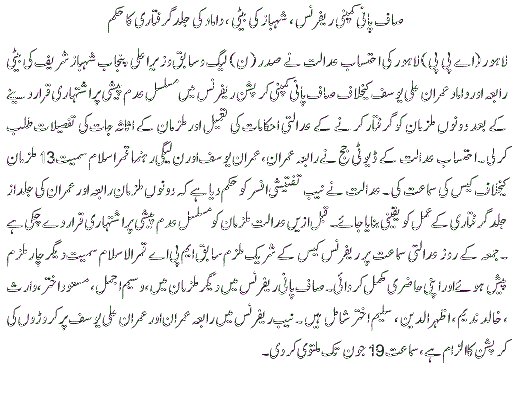 صاف پانی کمپنی ریفرنس، شہباز کی بیٹی، داماد کی جلد گرفتاری کا حکم
لاہور (اے پی پی) لاہور کی احتساب عدالت نے صدر (ن) لیگ و سابق وزیراعلی پنجاب شہباز شریف کی بیٹی
رابعہ اور داماد عمران علی یوسف کیخلاف صاف پانی کمپنی کرپشن ریفرنس میں مسلسل عدم پیشی پر اشتہاری قرار دینے
کے بعد دونوں ملزمان کو گرفتار کرنے کے عدالتی احکامات کی تعمیل اور ملزمان کے اثاثہ جات کی تفصیلات طلب
کرلی۔ احتساب عدالت کے ڈیوٹی جج نے رابعہ عمران، عمران یوسف اور ن لیگی رہنما قمر اسلام سمیت 13 ملزمان
کیخلاف کیس کی سماعت کی۔ عدالت نے نیب تفتیشی افسر کو حکم دیا ہے کہ دونوں ملزمان رابعہ اور عمران کی جلد از
جلد گرفتاری کے عمل کو یقینی بنایا جائے۔ قبل ازیں عدالت ملزمان کو مسلسل عدم پیشی پر اشتہاری قرار دے چکی ہے
۔ جمعہ کے روز عدالتی سماعت پر ریفرنس کیس کے شریک ملزم سابق ایم پی اے قمر الاسلام سمیت دیگر چار ملزم
پیش ہوئے اور اپنی حاضری مکمل کروائی۔ صاف پانی ریفرنس میں دیگر ملزمان میں، وسیم اجمل، مسعود اختر، وارث
، خالد ندیم، اظہر الدین، سلیم اختر شامل ہیں۔ نیب ریفرنس میں رابعہ عمران اور عمران علی یوسف پر کروڑوں کی
کرپشن کا الزام ہے، سماعت 19 جون تک ملتوی کردی۔